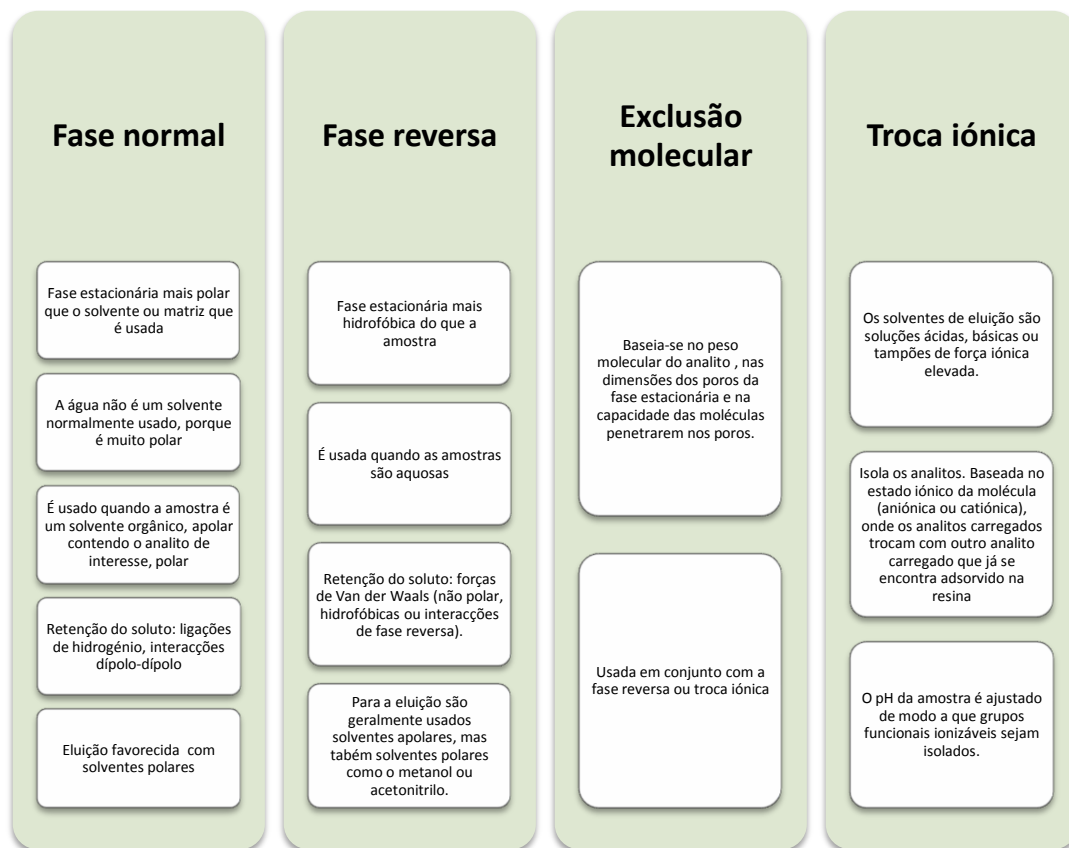 Fase normal
Fase estacionária mais polar
que o solvente ou matriz que
é usada
A água não é um solvente
normalmente usado, porque
é muito polar
É usado quando a amostra é
um solvente orgânico, apolar
contendo o analito de
interesse, polar
Retenção do soluto: ligações
de hidrogénio, interacções
dípolo-dípolo
Eluição favorecida com
solventes polares
Fase reversa
Fase estacionária mais
hidrofóbica do que a
amostra
É usada quando as amostras
são aquosas
Retenção do soluto: forças
de Van der Waals (não polar,
hidrofóbicas ou interacções
de fase reversa).
Para a eluição são
geralmente usados
solventes apolares, mas
tabém solventes polares
como o metanol ou
acetonitrilo.
Exclusão
molecular
Baseia-se no peso
molecular do analito , nas
dimensões dos poros da
fase estacionária e na
capacidade das moléculas
penetrarem nos poros.
Usada em conjunto com a
fase reversa ou troca iónica
Troca iónica
Os solventes de eluição são
soluções ácidas, básicas ou
tampões de força iónica
elevada.
Isola os analitos. Baseada no
estado iónico da molécula
(aniónica ou catiónica),
onde os analitos carregados
trocam com outro analito
carregado que já se
encontra adsorvido na
resina
O pH da amostra é ajustado
de modo a que grupos
funcionais ionizáveis sejam
isolados.